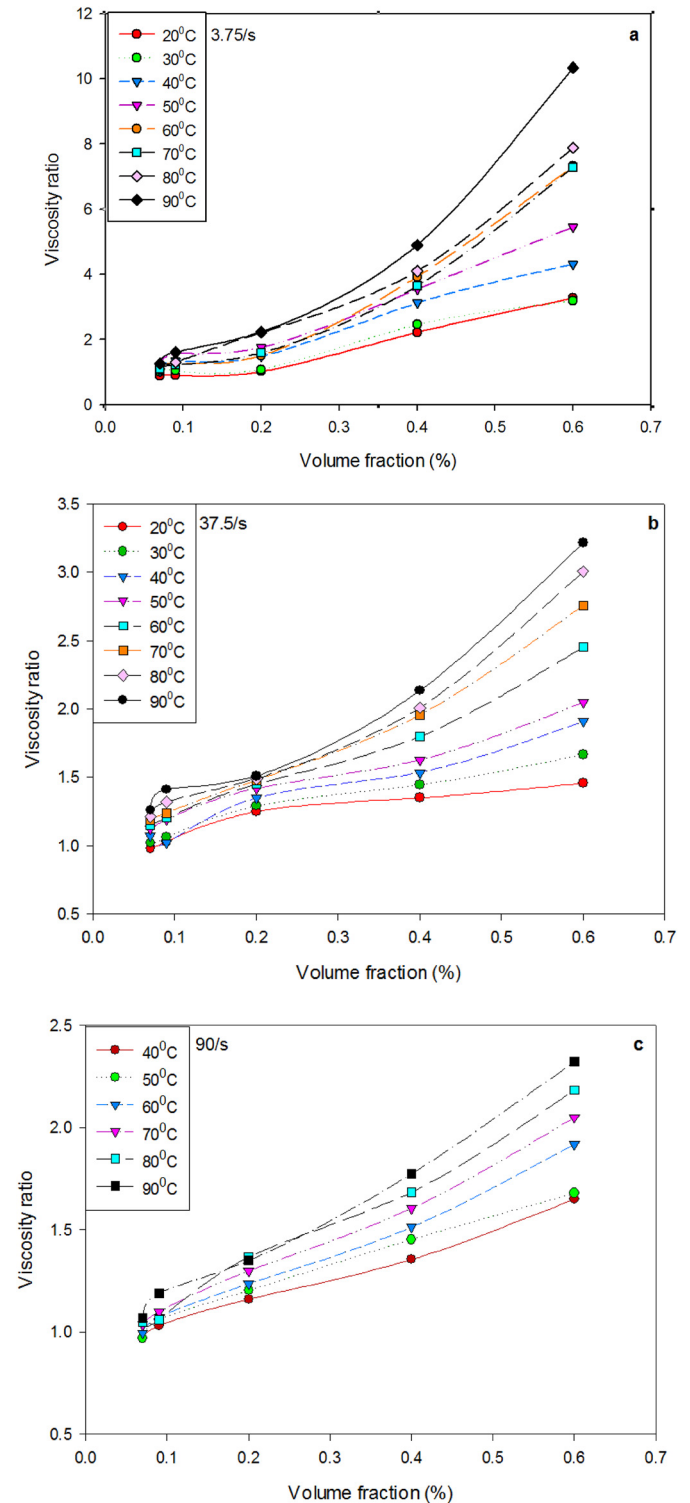 12
10
8
6
4
2
0
Viscosity ratio
20⁰C
30⁰C
40⁰C
50⁰C
60⁰C
70⁰C
80⁰C
90⁰C
3.75/s
a
0.0 0.1 0.2 0.3 0.4 0.5 0.6 0.7
Volume fraction (%)
3.5
3.0
2.5
2.0
1.5
1.0
0.5
Viscosity ratio
20⁰C
30⁰C
40⁰C
50⁰C
60⁰C
70⁰C
80⁰C
90⁰C
37.5/s
b
0.0 0.1 0.2 0.3 0.4 0.5 0.6 0.7
Volume fraction (%)
2.5
2.0
1.5
1.0
0.5
Viscosity ratio
40⁰C
50⁰C
60⁰C
70⁰C
80⁰C
90⁰C
90/s
c
0.0 0.1 0.2 0.3 0.4 0.5 0.6 0.7
Volume fraction (%)